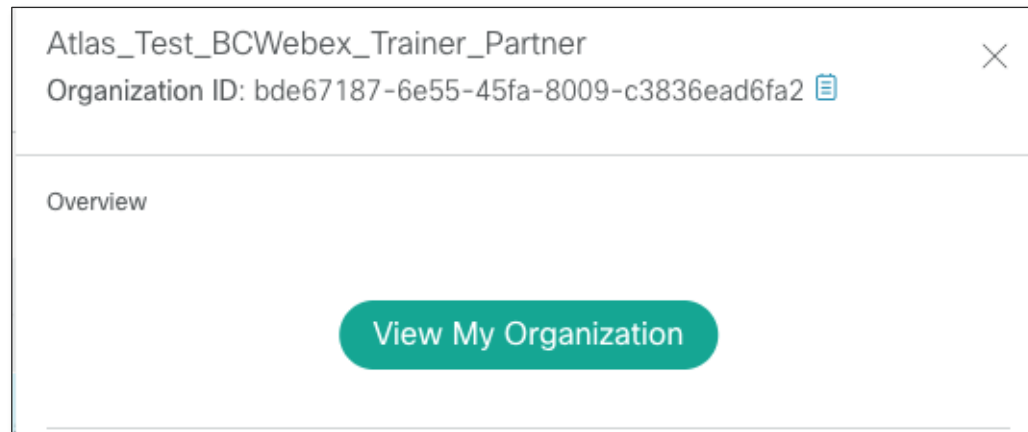 Atlas_Test_BCWebex_Trainer_Partner
Organization ID: bde67187-6e55-45fa-8009-c3836ead6fa2
Overview
View My Organization